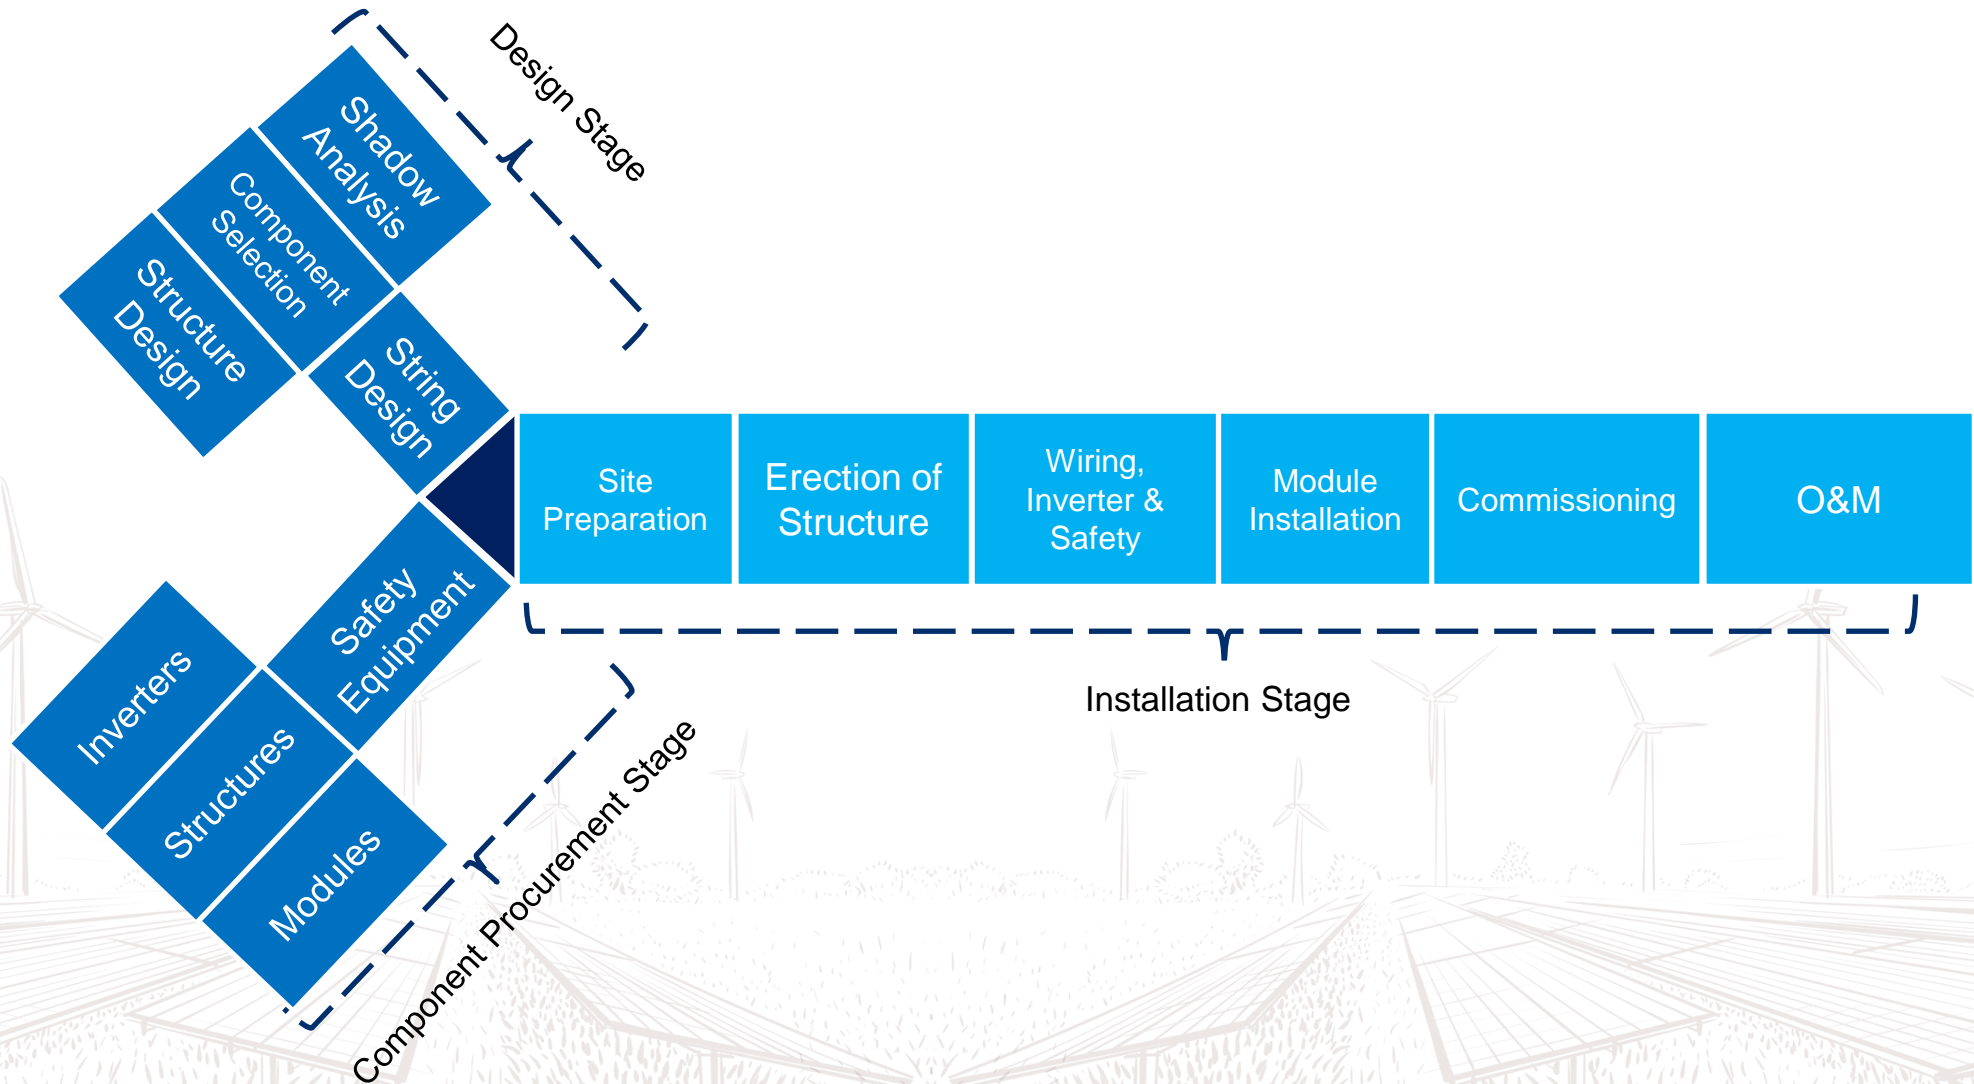 Design Stage
Shadow
Analysis
Component
Selection
Structure
Design
String
Design
Site
Preparation
Erection of
Structure
Wiring,
Inverter &
Safety
Module
Installation
Commissioning
O&M
Installation Stage
Safety
Equipment
Inverters
Structures
Modules
Component Procurement Stage